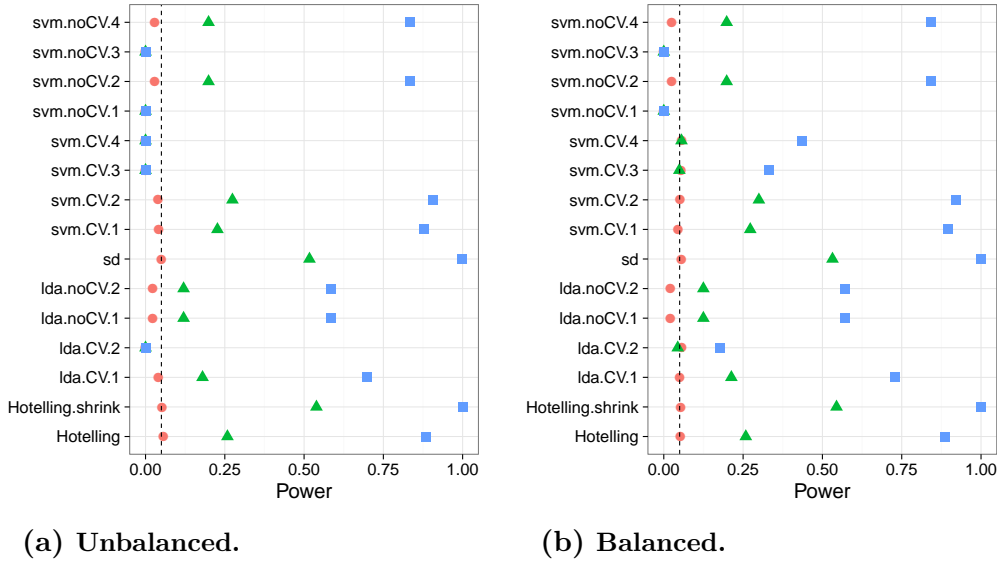 svm.noCV.4
svm.noCV.3
svm.noCV.2
svm.noCV.1
svm.CV.4
svm.CV.3
svm.CV.2
svm.CV.1
sd
lda.noCV.2
lda.noCV.1
lda.CV.2
lda.CV.1
Hotelling.shrink
Hotelling
0.00 0.25 0.50 0.75 1.00
Power
(a) Unbalanced.
svm.noCV.4
svm.noCV.3
svm.noCV.2
svm.noCV.1
svm.CV.4
svm.CV.3
svm.CV.2
svm.CV.1
sd
lda.noCV.2
lda.noCV.1
lda.CV.2
lda.CV.1
Hotelling.shrink
Hotelling
0.00 0.25 0.50 0.75 1.00
Power
(b) Balanced.